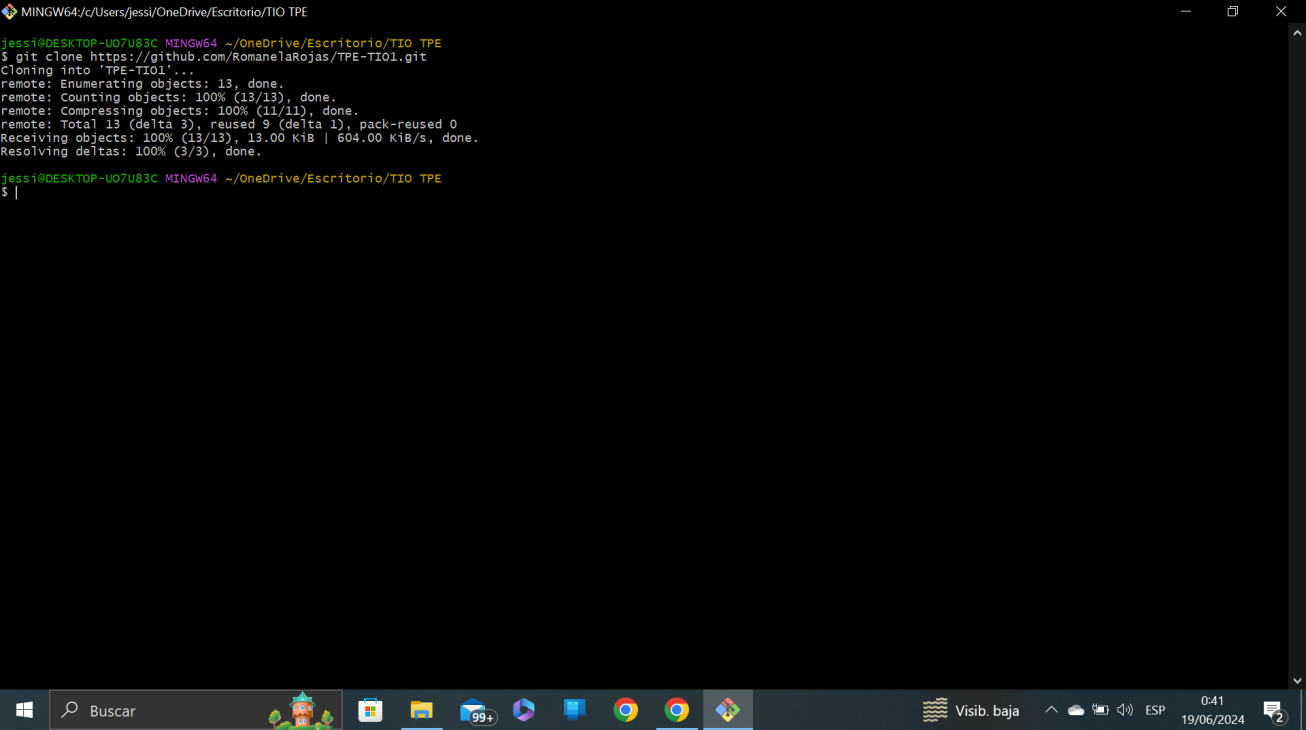 MINGW64:/c/Users/jessi/OneDrive/Escritorio/TIO TPE
jessi@DESKTOP-UO7U83C MINGW64 ~/OneDrive/Escritorio/TIO TPE
$ git clone https://github.com/RomanelaRojas/TPE-TIO1.git
Cloning into 'TPE-TIO1'...
remote: Enumerating objects: 13, done.
remote: Counting objects: 100% (13/13), done.
remote: Compressing objects: 100% (11/11), done.
remote: Total 13 (delta 3), reused 9 (delta 1), pack-reused 0
Receiving objects: 100% (13/13), 13.00 KiB | 604.00 KiB/s, done.
Resolving deltas: 100% (3/3), done.
jessi@DESKTOP-UO7U83C MINGW64 ~/OneDrive/Escritorio/TIO TPE
$
Buscar
99+
Visib. baja
ESP
0:41
19/06/2024
2